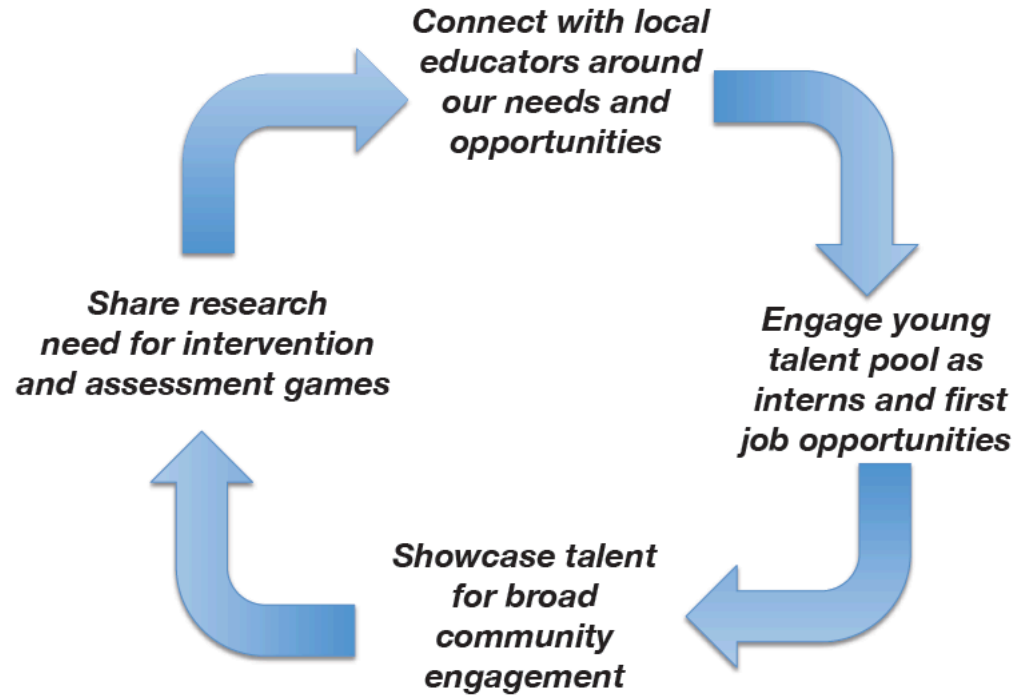 Connect with local
educators around
our needs and
opportunities
Engage young
talent pool as
interns and first
job opportunities
Showcase talent
for broad
community
engagement
Share research
need for intervention
and assessment games